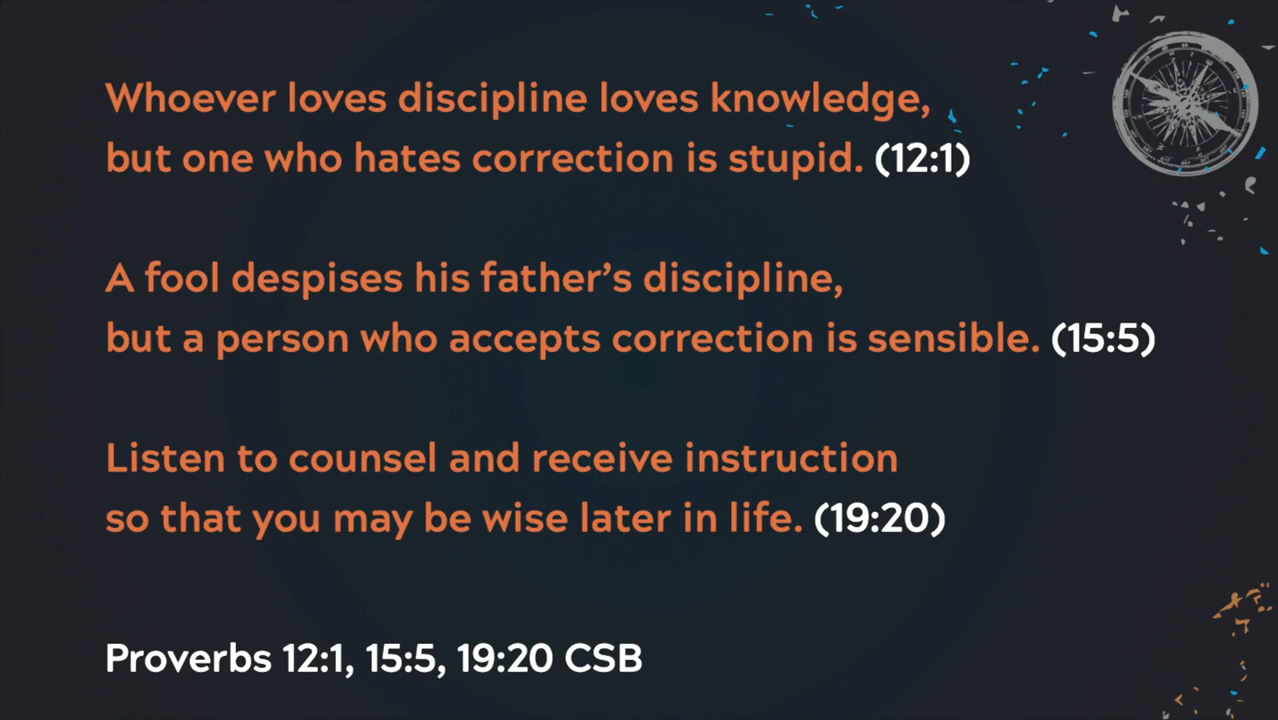 Whoever loves discipline loves knowledge,
but one who hates correction is stupid. (12:1)
A fool despises his father’s discipline,
but a person who accepts correction is sensible. (15:5)
Listen to counsel and receive instruction
so that you may be wise later in life. (19:20)
Proverbs 12:1, 15:5, 19:20 CSB